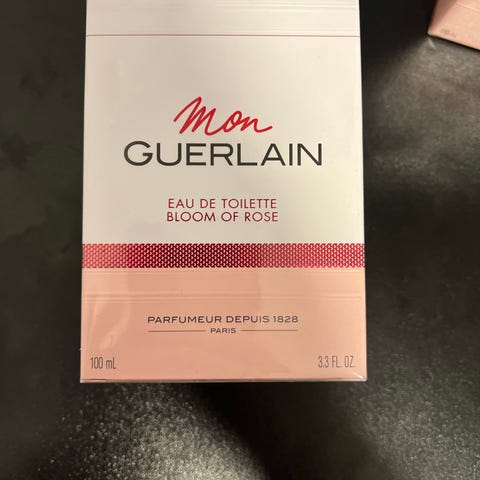 Mon
GUERLAIN
EAU DE TOILETTE
BLOOM OF ROSE
PARFUMEUR DEPUIS 1828
PARIS
100 mL
3.3 FL. OZ.